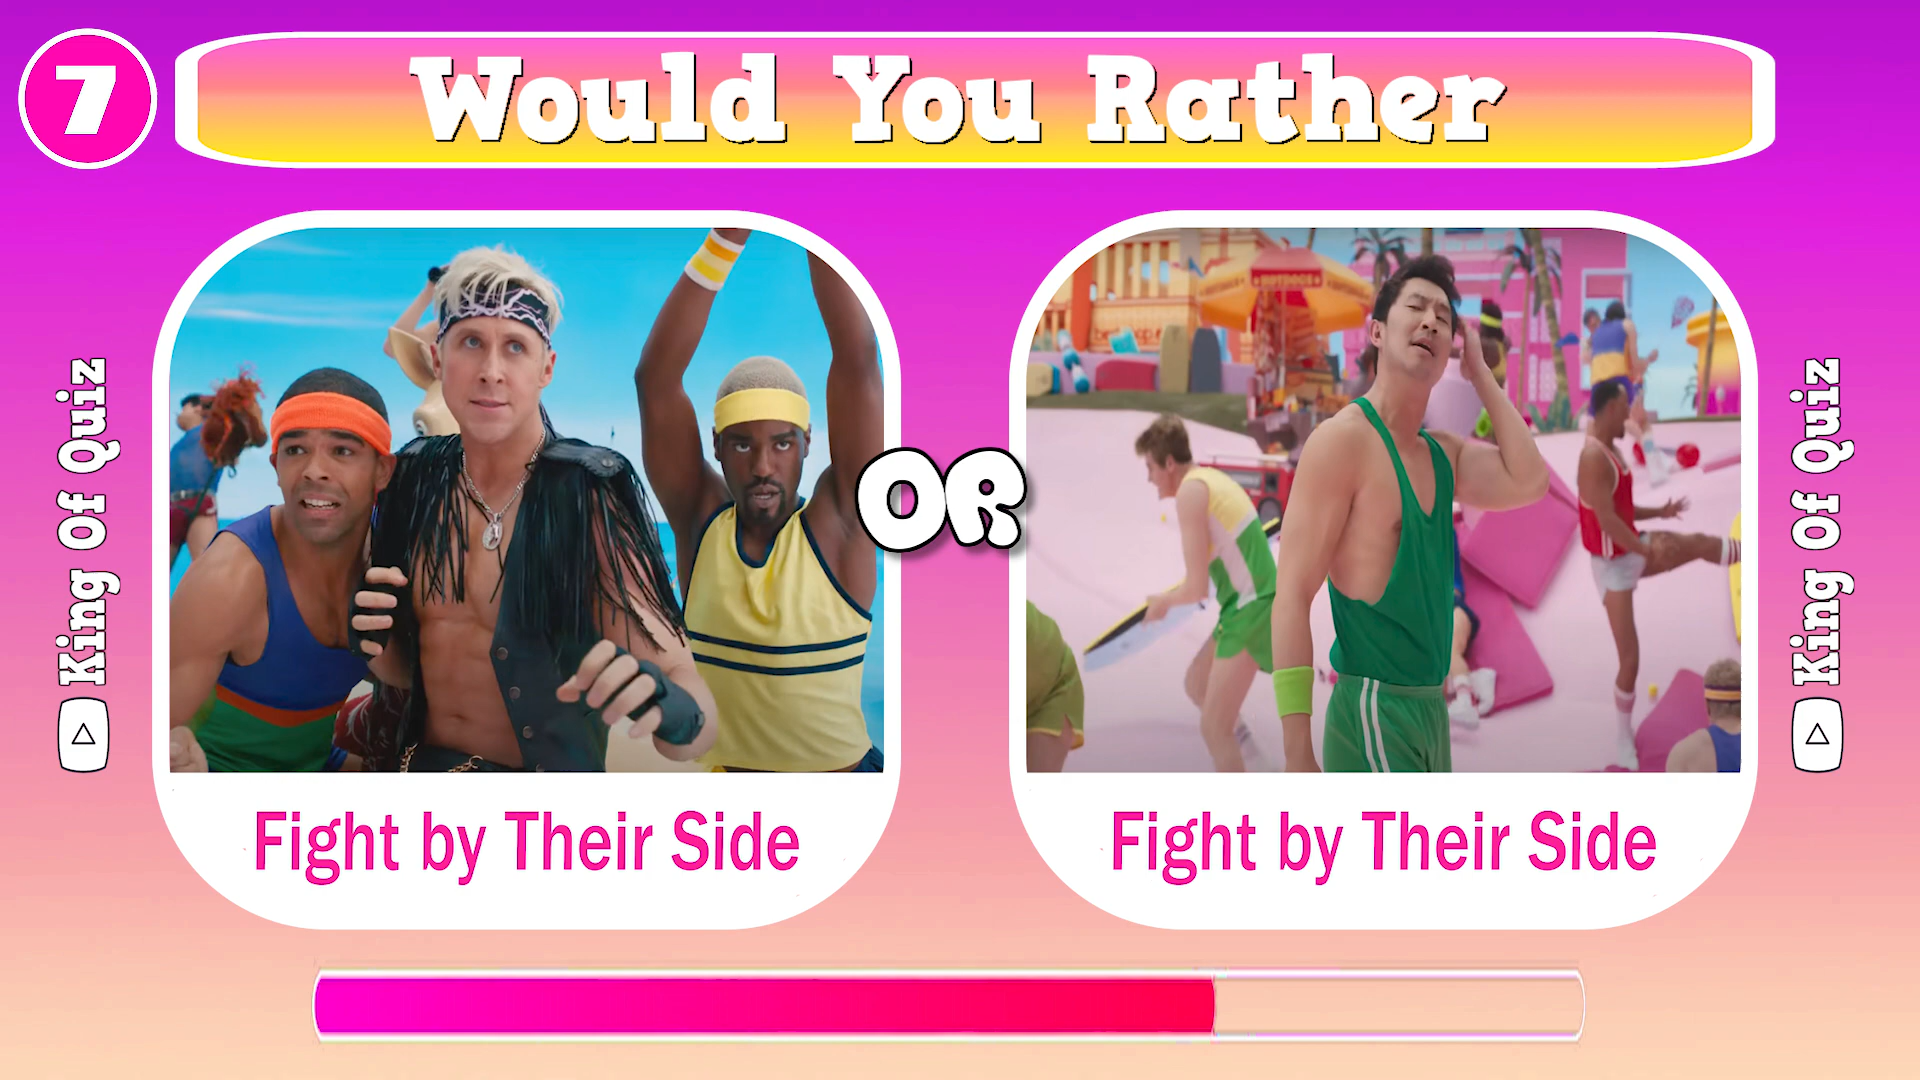 7
Would You Rather
King Of Quiz
HOTDOGS
OR
King Of Quiz
Fight by Their Side
Fight by Their Side